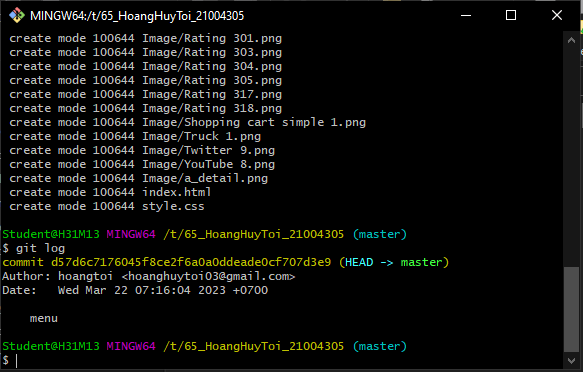 MINGW64:/t/65_HoangHuyToi_21004305
create mode 100644 Image/Rating 301.png
create mode 100644 Image/Rating 303.png
create mode 100644 Image/Rating 304.png
create mode 100644 Image/Rating 305.png
create mode 100644 Image/Rating 317.png
create mode 100644 Image/Rating 318.png
create mode 100644 Image/Shopping cart simple 1.png
create mode 100644 Image/Truck 1.png
create mode 100644 Image/Twitter 9.png
create mode 100644 Image/YouTube 8.png
create mode 100644 Image/a_detail.png
create mode 100644 index.html
create mode 100644 style.css
Student@H31M13 MINGW64 /t/65_HoangHuyToi_21004305 (master)
$ git log
commit d57d6c7176045f8ce2f6a0a0ddeade0cf707d3e9 (HEAD -> master)
Author: hoangtoi <hoanghuytoi03@gmail.com>
Date:   Wed Mar 22 07:16:04 2023 +0700
menu
Student@H31M13 MINGW64 /t/65_HoangHuyToi_21004305 (master)
$